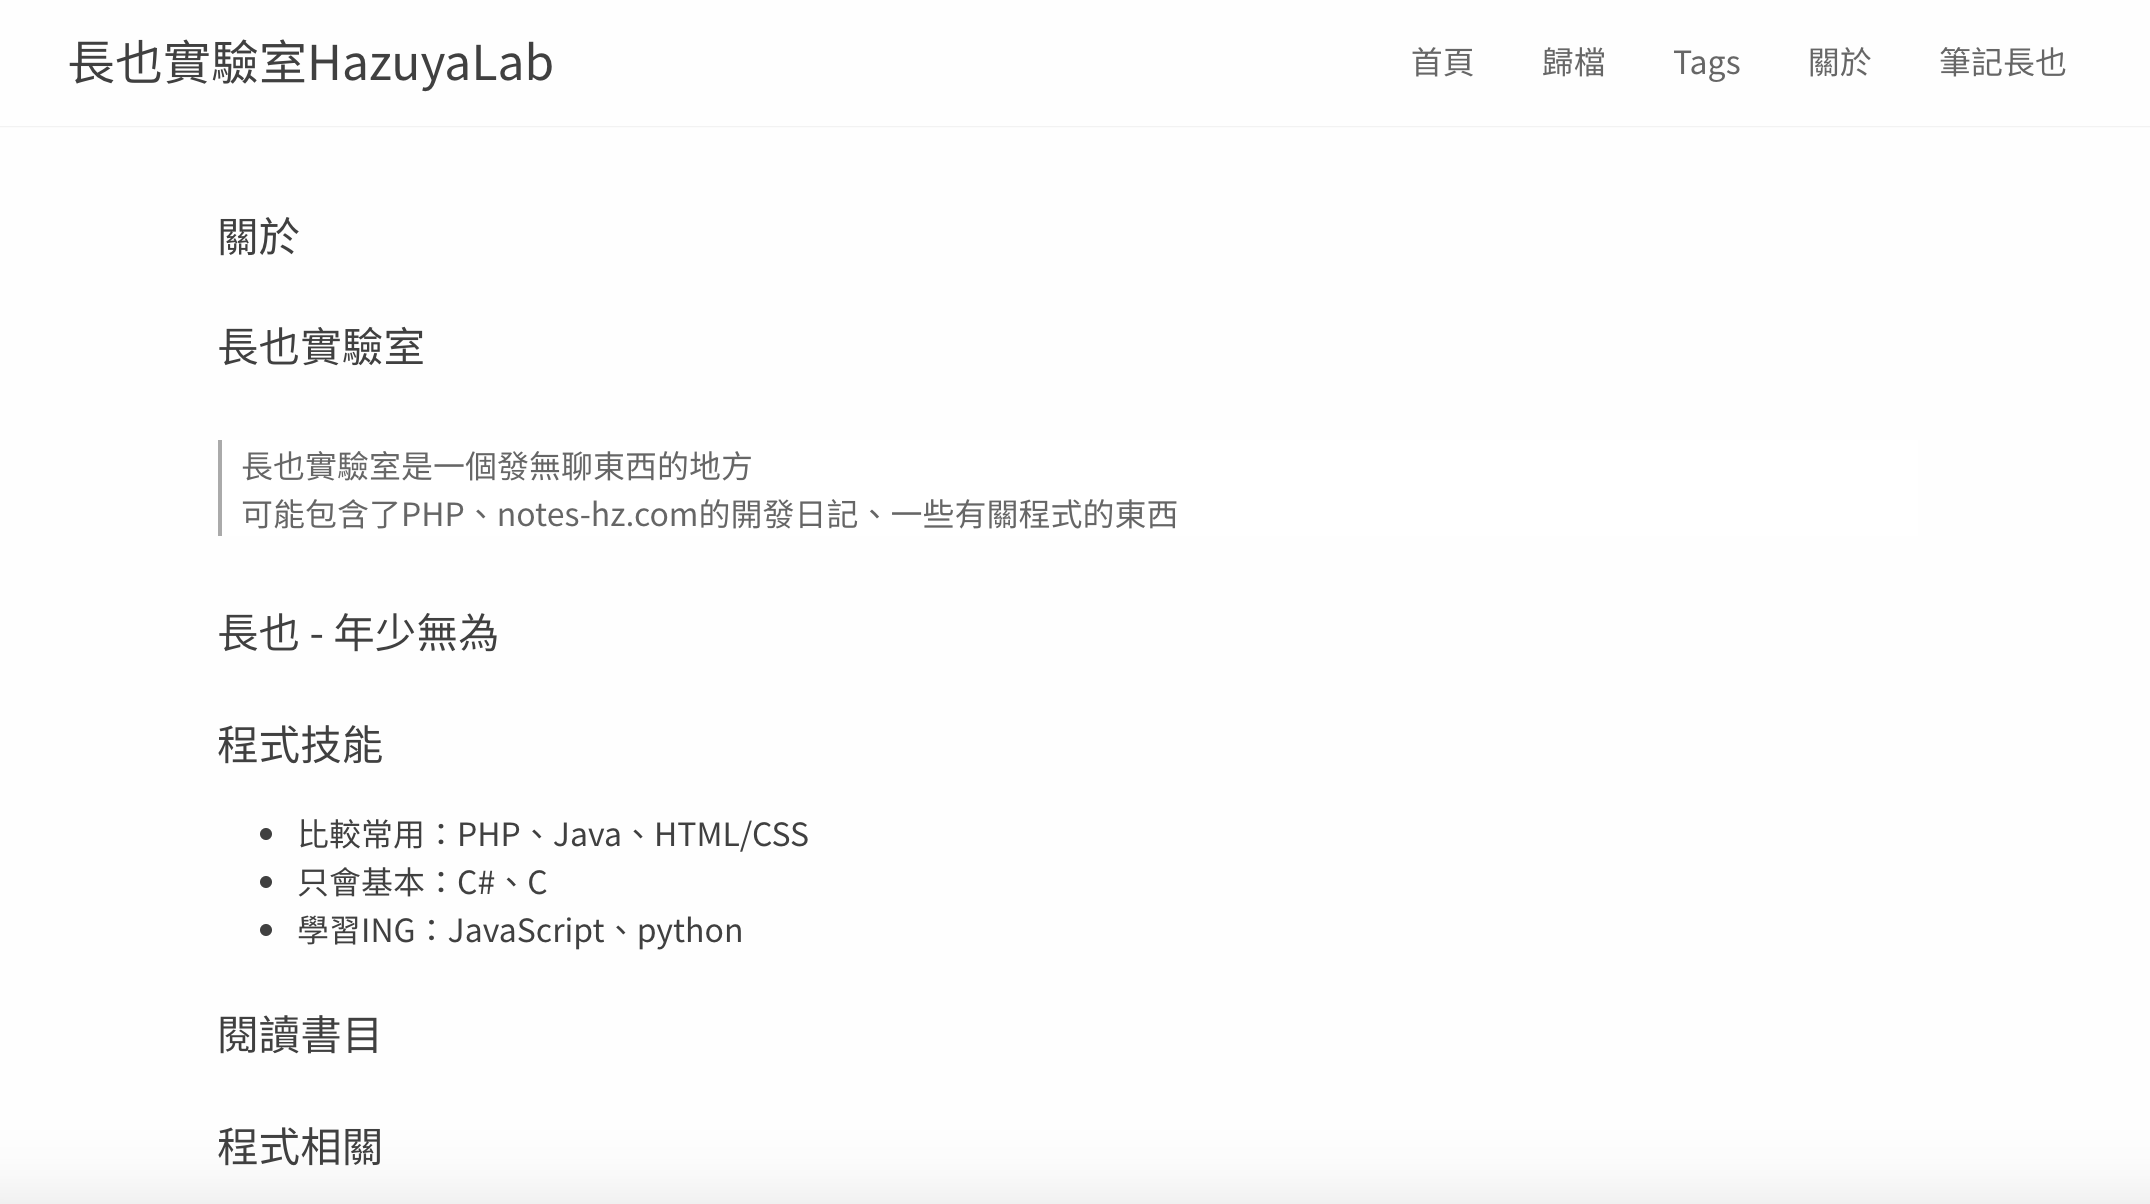 長也實驗室HazuyaLab
首頁 歸檔 Tags 關於 筆記長也
關於
長也實驗室
長也實驗室是一個發無聊東西的地方
可能包含了PHP、notes-hz.com的開發日記、一些有關程式的東西
長也 - 年少無為
程式技能
比較常用：PHP、Java、HTML/CSS
只會基本：C#、C
學習ING：JavaScript、python
閱讀書目
程式相關